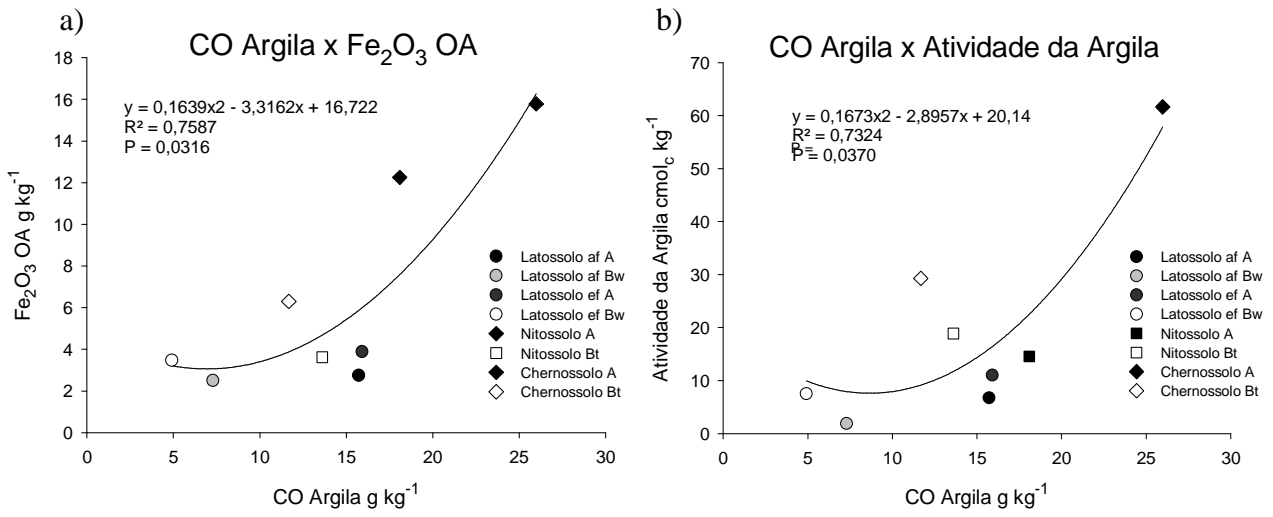 a)
CO Argila x Fe2O3 OA
18
16
14
12
10
8
6
4
2
0
y = 0,1639x2 - 3,3162x + 16,722
R² = 0,7587
P = 0,0316
Fe2O3 OA g kg-1
Latossolo af A
Latossolo af Bw
Latossolo ef A
Latossolo ef Bw
Nitossolo A
Nitossolo Bt
Chernossolo A
Chernossolo Bt
0 5 10 15 20 25 30
CO Argila g kg-1
b)
CO Argila x Atividade da Argila
70
60
50
40
30
20
10
0
y = 0,1673x2 - 2,8957x + 20,14
R² = 0,7324
P =
P = 0,0370
Atividade da Argila cmolc kg-1
Latossolo af A
Latossolo af Bw
Latossolo ef A
Latossolo ef Bw
Nitossolo A
Nitossolo Bt
Chernossolo A
Chernossolo Bt
0 5 10 15 20 25 30
CO Argila g kg-1